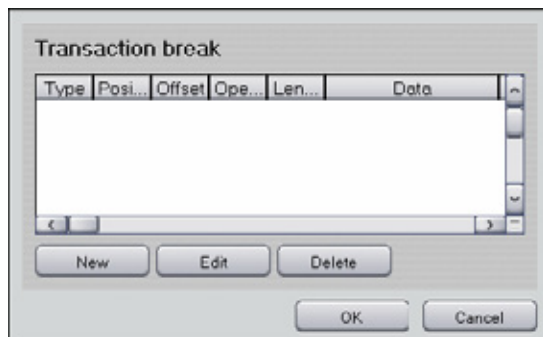 Transaction break
Type Posi... Offset Ope... Len... Data
New Edit Delete
OK Cancel